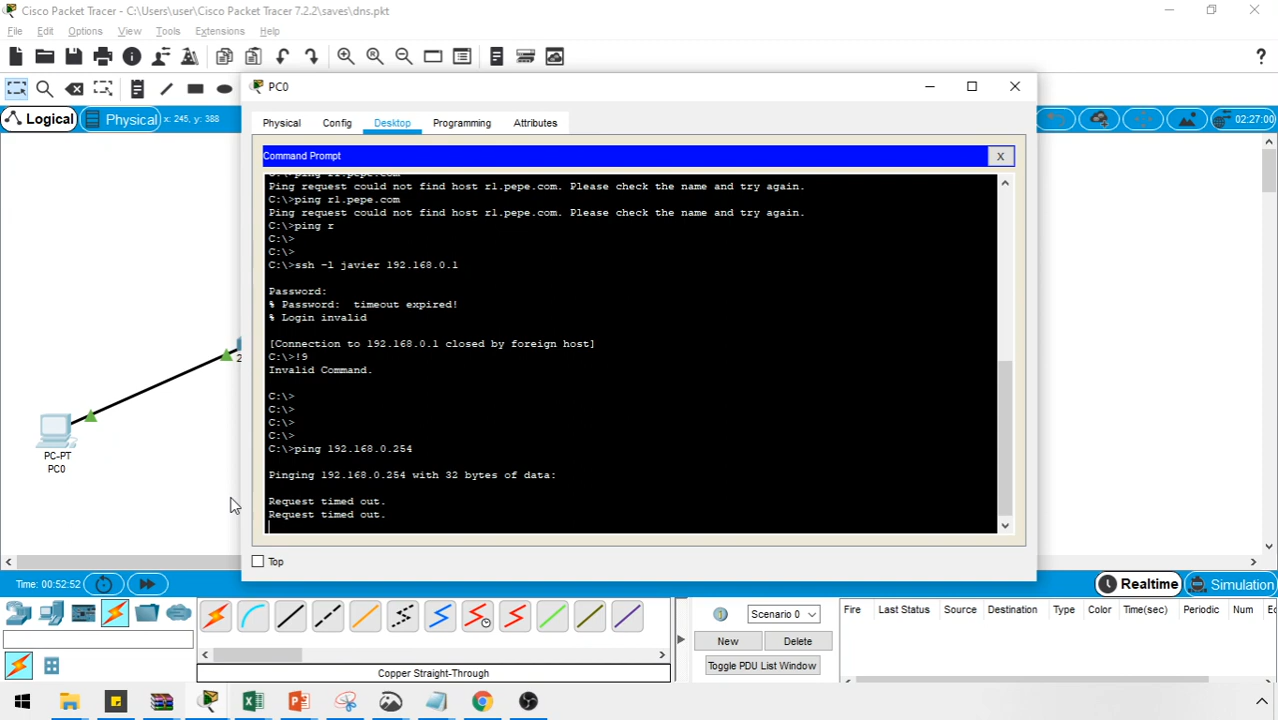 Cisco Packet Tracer - C:\Users\user\Cisco Packet Tracer 7.2.2\saves\dns.pkt
File Edit Options View Tools Extensions Help
?
Logical
Physical x: 245, y: 388
02:27:00
PC0
Physical Config Desktop Programming Attributes
Command Prompt
X
Ping request could not find host r1.pepe.com. Please check the name and try again.
C:\>ping r1.pepe.com
Ping request could not find host r1.pepe.com. Please check the name and try again.
C:\>ping r
C:\>
C:\>
C:\>ssh -l javier 192.168.0.1
Password:
% Password:  timeout expired!
% Login invalid
[Connection to 192.168.0.1 closed by foreign host]
C:\>!9
Invalid Command.
C:\>
C:\>
C:\>
C:\>
C:\>ping 192.168.0.254
Pinging 192.168.0.254 with 32 bytes of data:
Request timed out.
Request timed out.
Top
2
PC-PT
PC0
Time: 00:52:52
Realtime
Simulation
Scenario 0
New
Delete
Toggle PDU List Window
Fire Last Status Source Destination Type Color Time(sec) Periodic Num
Copper Straight-Through